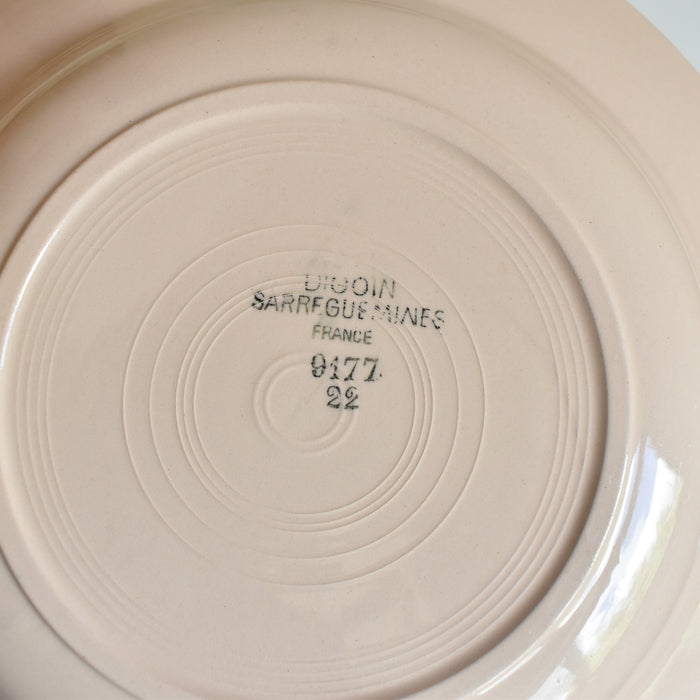 DIGOIN
SARREGUEMINES
FRANCE
9177
22